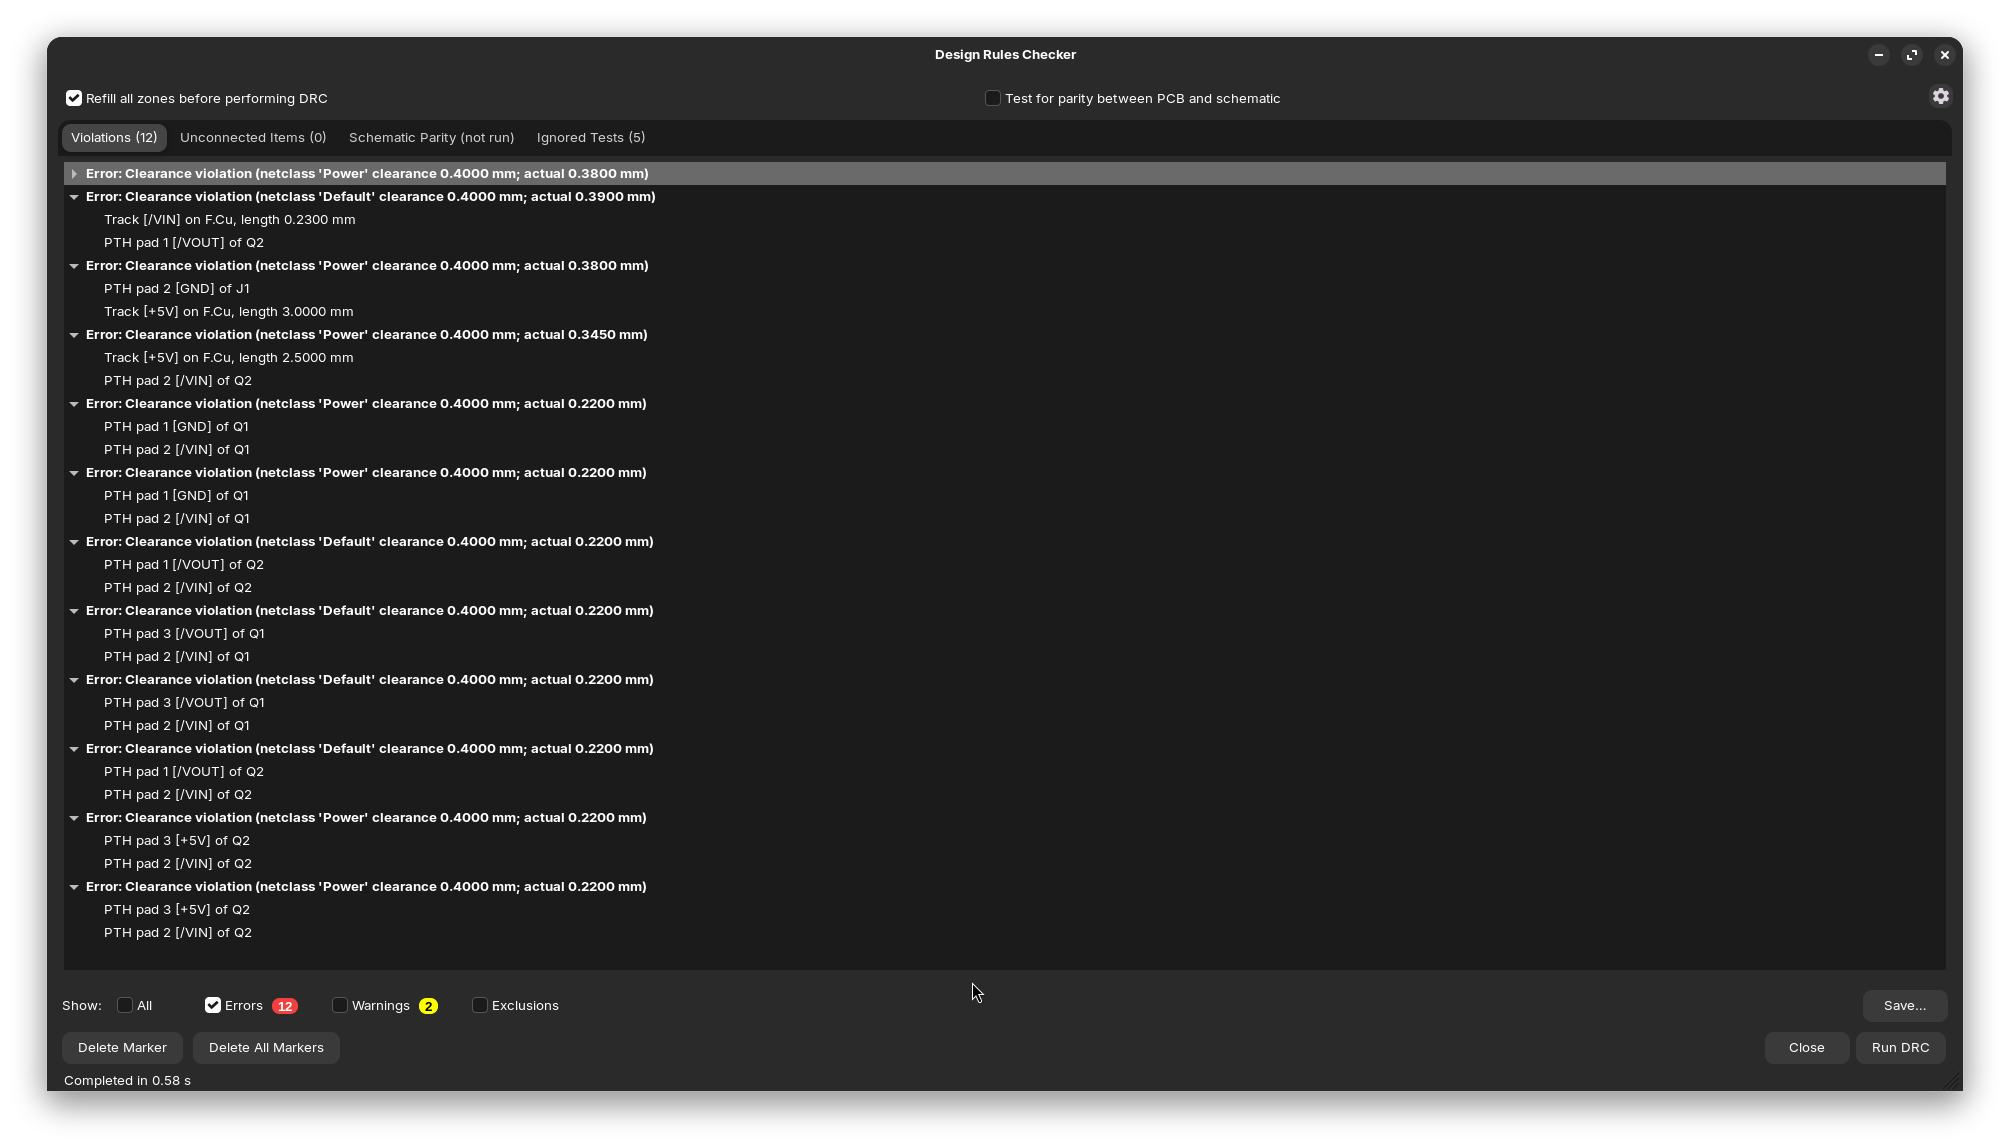 Design Rules Checker
Refill all zones before performing DRC
Test for parity between PCB and schematic
Violations (12)
Unconnected Items (0)
Schematic Parity (not run)
Ignored Tests (5)
Error: Clearance violation (netclass 'Power' clearance 0.4000 mm; actual 0.3800 mm)
Error: Clearance violation (netclass 'Default' clearance 0.4000 mm; actual 0.3900 mm)
Track [/VIN] on F.Cu, length 0.2300 mm
PTH pad 1 [/VOUT] of Q2
Error: Clearance violation (netclass 'Power' clearance 0.4000 mm; actual 0.3800 mm)
PTH pad 2 [GND] of J1
Track [+5V] on F.Cu, length 3.0000 mm
Error: Clearance violation (netclass 'Power' clearance 0.4000 mm; actual 0.3450 mm)
Track [+5V] on F.Cu, length 2.5000 mm
PTH pad 2 [/VIN] of Q2
Error: Clearance violation (netclass 'Power' clearance 0.4000 mm; actual 0.2200 mm)
PTH pad 1 [GND] of Q1
PTH pad 2 [/VIN] of Q1
Error: Clearance violation (netclass 'Power' clearance 0.4000 mm; actual 0.2200 mm)
PTH pad 1 [GND] of Q1
PTH pad 2 [/VIN] of Q1
Error: Clearance violation (netclass 'Default' clearance 0.4000 mm; actual 0.2200 mm)
PTH pad 1 [/VOUT] of Q2
PTH pad 2 [/VIN] of Q2
Error: Clearance violation (netclass 'Default' clearance 0.4000 mm; actual 0.2200 mm)
PTH pad 3 [/VOUT] of Q1
PTH pad 2 [/VIN] of Q1
Error: Clearance violation (netclass 'Default' clearance 0.4000 mm; actual 0.2200 mm)
PTH pad 3 [/VOUT] of Q1
PTH pad 2 [/VIN] of Q1
Error: Clearance violation (netclass 'Default' clearance 0.4000 mm; actual 0.2200 mm)
PTH pad 1 [/VOUT] of Q2
PTH pad 2 [/VIN] of Q2
Error: Clearance violation (netclass 'Power' clearance 0.4000 mm; actual 0.2200 mm)
PTH pad 3 [+5V] of Q2
PTH pad 2 [/VIN] of Q2
Error: Clearance violation (netclass 'Power' clearance 0.4000 mm; actual 0.2200 mm)
PTH pad 3 [+5V] of Q2
PTH pad 2 [/VIN] of Q2
Show:
All
Errors 12
Warnings 2
Exclusions
Save...
Delete Marker
Delete All Markers
Close
Run DRC
Completed in 0.58 s